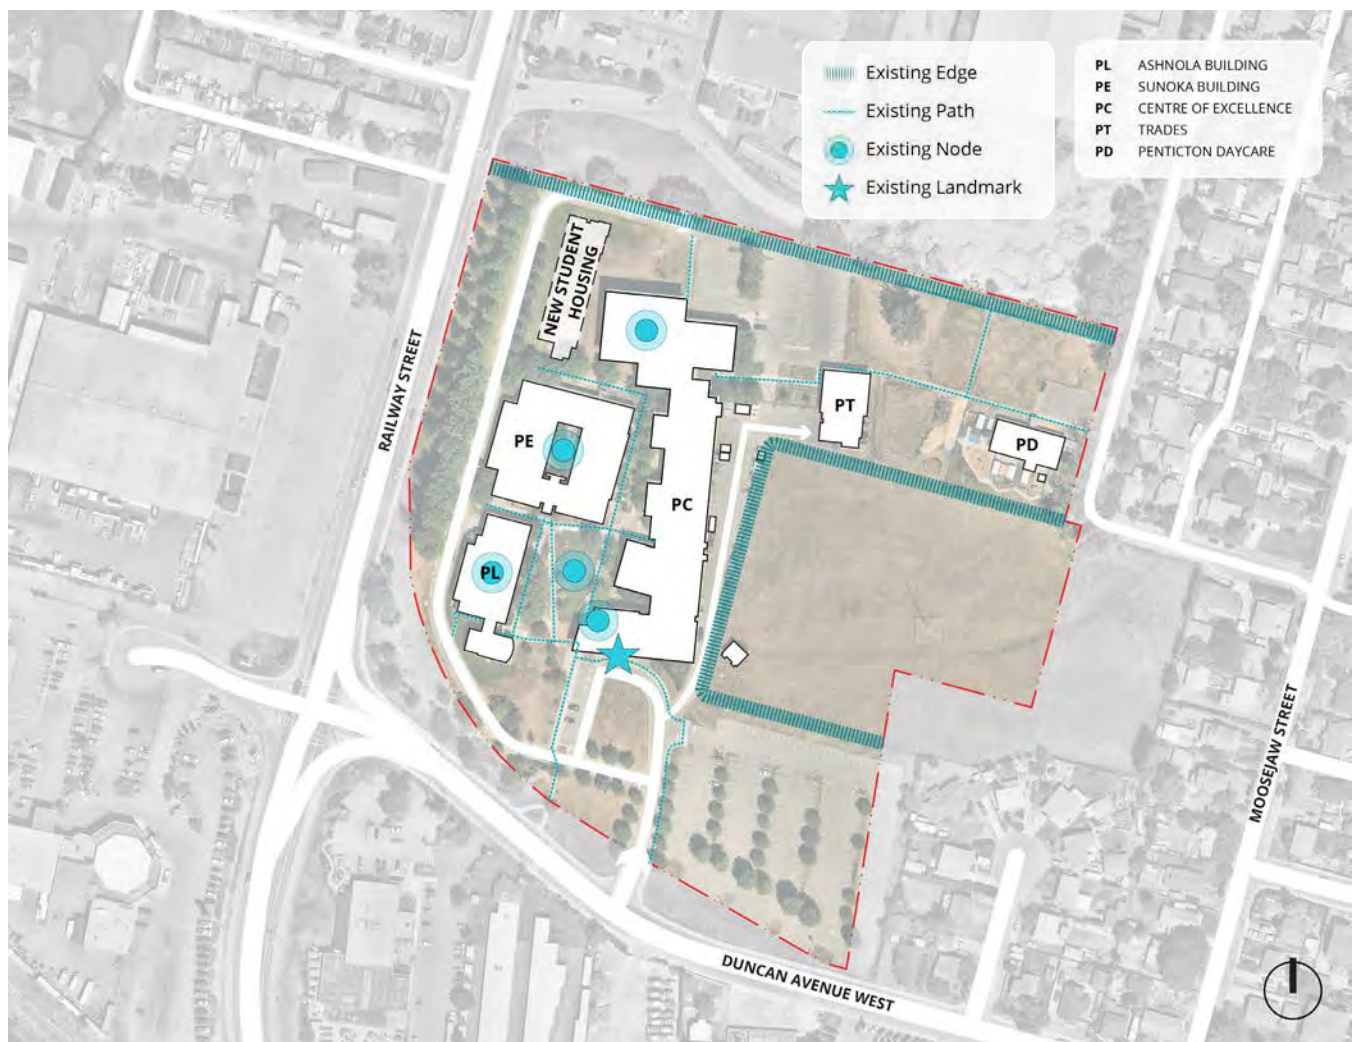 Existing Edge
Existing Path
Existing Node
Existing Landmark
PL ASHNOLA BUILDING
PE SUNOKA BUILDING
PC CENTRE OF EXCELLENCE
PT TRADES
PD PENTICTON DAYCARE
NEW STUDENT
HOUSING
RAILWAY STREET
PE
PT
PD
PC
PL
MOOSEJAW STREET
DUNCAN AVENUE WEST